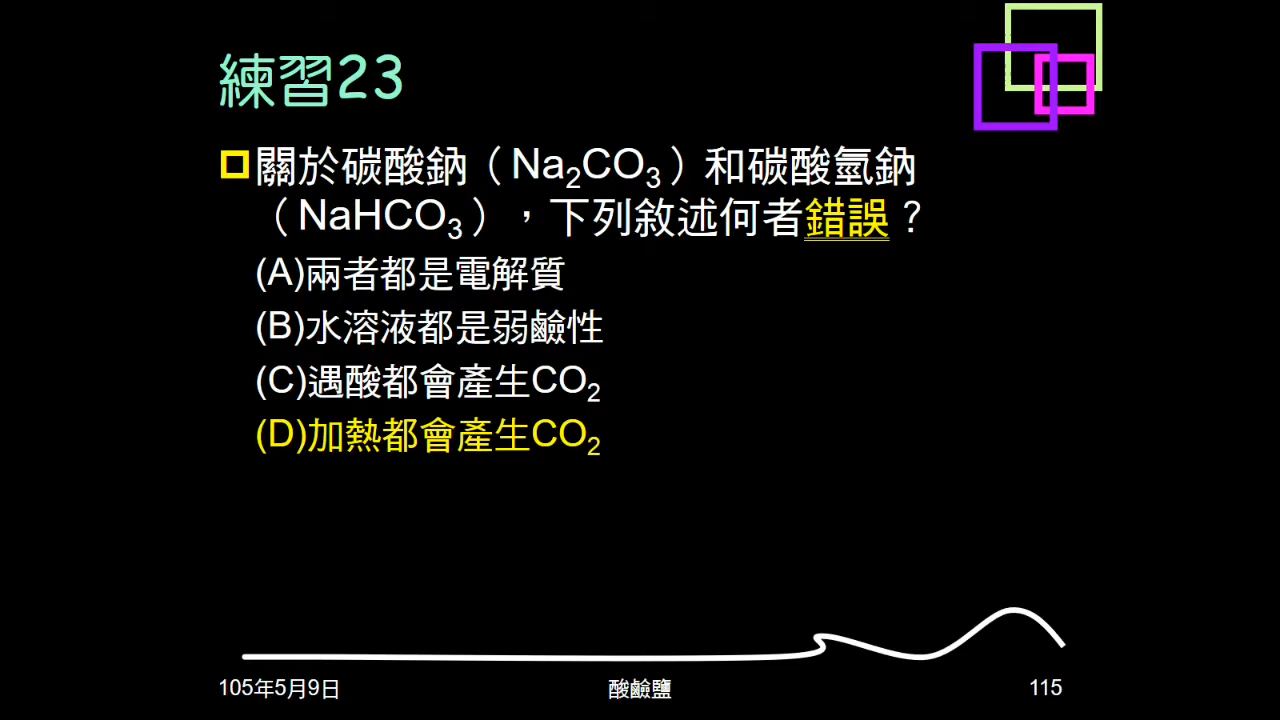 練習23
關於碳酸鈉（Na₂CO₃）和碳酸氫鈉
（NaHCO₃），下列敘述何者錯誤？
(A)兩者都是電解質
(B)水溶液都是弱鹼性
(C)遇酸都會產生CO₂
(D)加熱都會產生CO₂
105年5月9日
酸鹼鹽
115